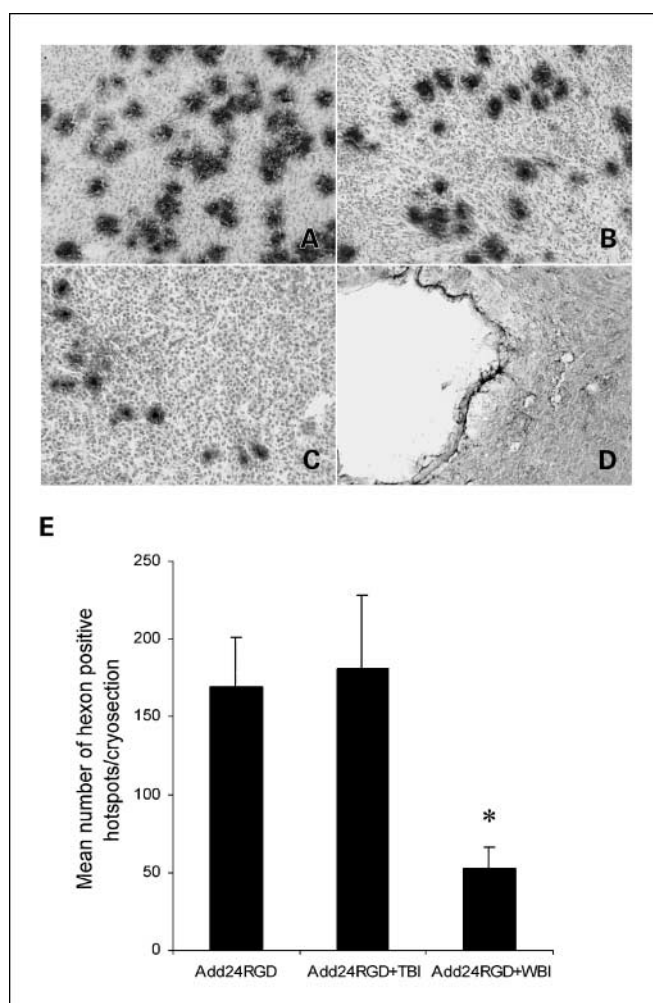 A
B
C
D
E
Mean number of hexon positive
hotspots/cryosection
250
200
150
100
50
0
*
Add24RGD
Add24RGD+TBI
Add24RGD+WBI